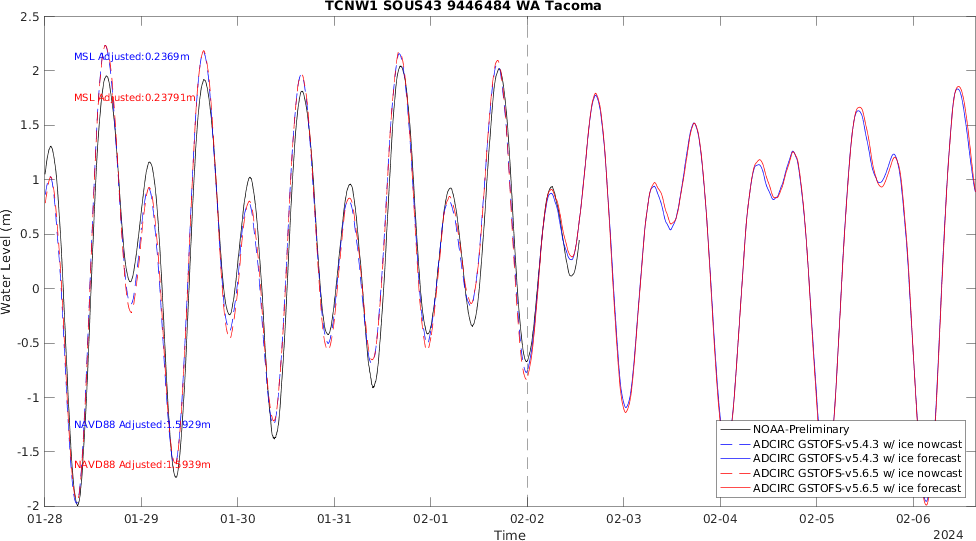 TCNW1 SOUS43 9446484 WA Tacoma
2.5
2
1.5
1
0.5
0
-0.5
-1
-1.5
-2
Water Level (m)
MSL Adjusted:0.2369m
MSL Adjusted:0.23791m
NAVD88 Adjusted:1.5929m
NAVD88 Adjusted:1.5939m
NOAA-Preliminary
ADCIRC GSTOFS-v5.4.3 w/ ice nowcast
ADCIRC GSTOFS-v5.4.3 w/ ice forecast
ADCIRC GSTOFS-v5.6.5 w/ ice nowcast
ADCIRC GSTOFS-v5.6.5 w/ ice forecast
01-28 01-29 01-30 01-31 02-01 02-02 02-03 02-04 02-05 02-06
Time
2024